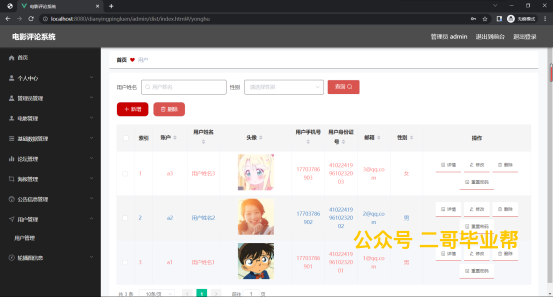 电影评论系统
localhost:8080/dianyingpinglun/admin/dist/index.html#/yonghu
无痕模式
电影评论系统
管理员 admin 退出到前台 退出登录
首页
个人中心
管理员管理
电影管理
基础数据管理
论坛管理
公告信息管理
用户管理
用户管理
轮播图信息
首页 用户
用户姓名 用户姓名 性别 请选择性别 查询
+ 新增 删除
索引 账户 用户姓名 头像 用户手机号 用户身份证号 邮箱 性别 操作
1 a3 用户姓名3 17703786903 410224199610232003 3@qq.com 女 详情 修改 删除
重置密码
2 a2 用户姓名2 17703786902 410224199610232002 2@qq.com 男 详情 修改 删除
重置密码
3 a1 用户姓名1 17703786901 410224199610232001 1@qq.com 男 详情 修改 删除
重置密码
公众号 二哥毕业帮
共 3 条 10条/页 1 前往 1 页